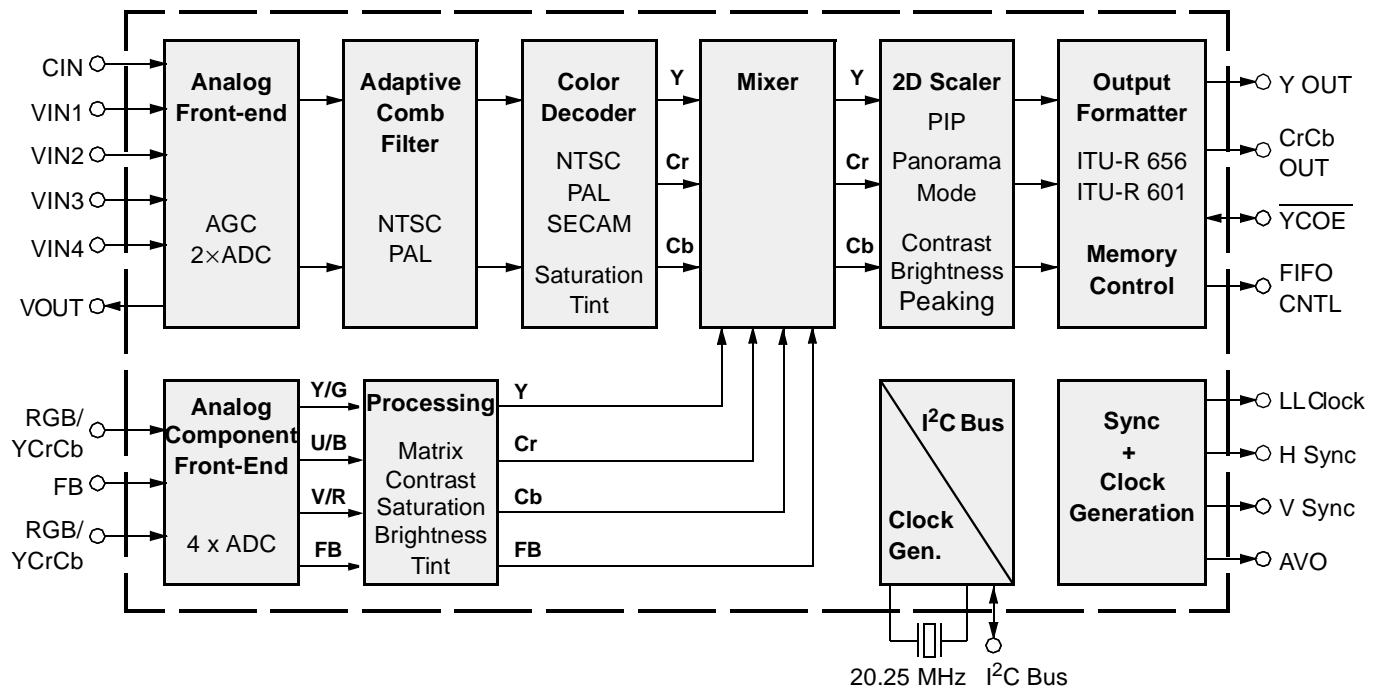 CIN
VIN1
VIN2
VIN3
VIN4
VOUT
Analog
Front-end
AGC
2×ADC
Adaptive
Comb
Filter
NTSC
PAL
Color
Decoder
NTSC
PAL
SECAM
Saturation
Tint
Y
Cr
Cb
Mixer
Y
Cr
Cb
2D Scaler
PIP
Panorama
Mode
Contrast
Brightness
Peaking
Output
Formatter
ITU-R 656
ITU-R 601
Memory
Control
Y OUT
CrCb
OUT
YCOE
FIFO
CNTL
RGB/
YCrCb
FB
RGB/
YCrCb
Analog
Component
Front-End
4 x ADC
Y/G
U/B
V/R
FB
Processing
Matrix
Contrast
Saturation
Brightness
Tint
Y
Cr
Cb
FB
I²C Bus
Clock
Gen.
20.25 MHz
I²C Bus
Sync
+
Clock
Generation
LL Clock
H Sync
V Sync
AVO